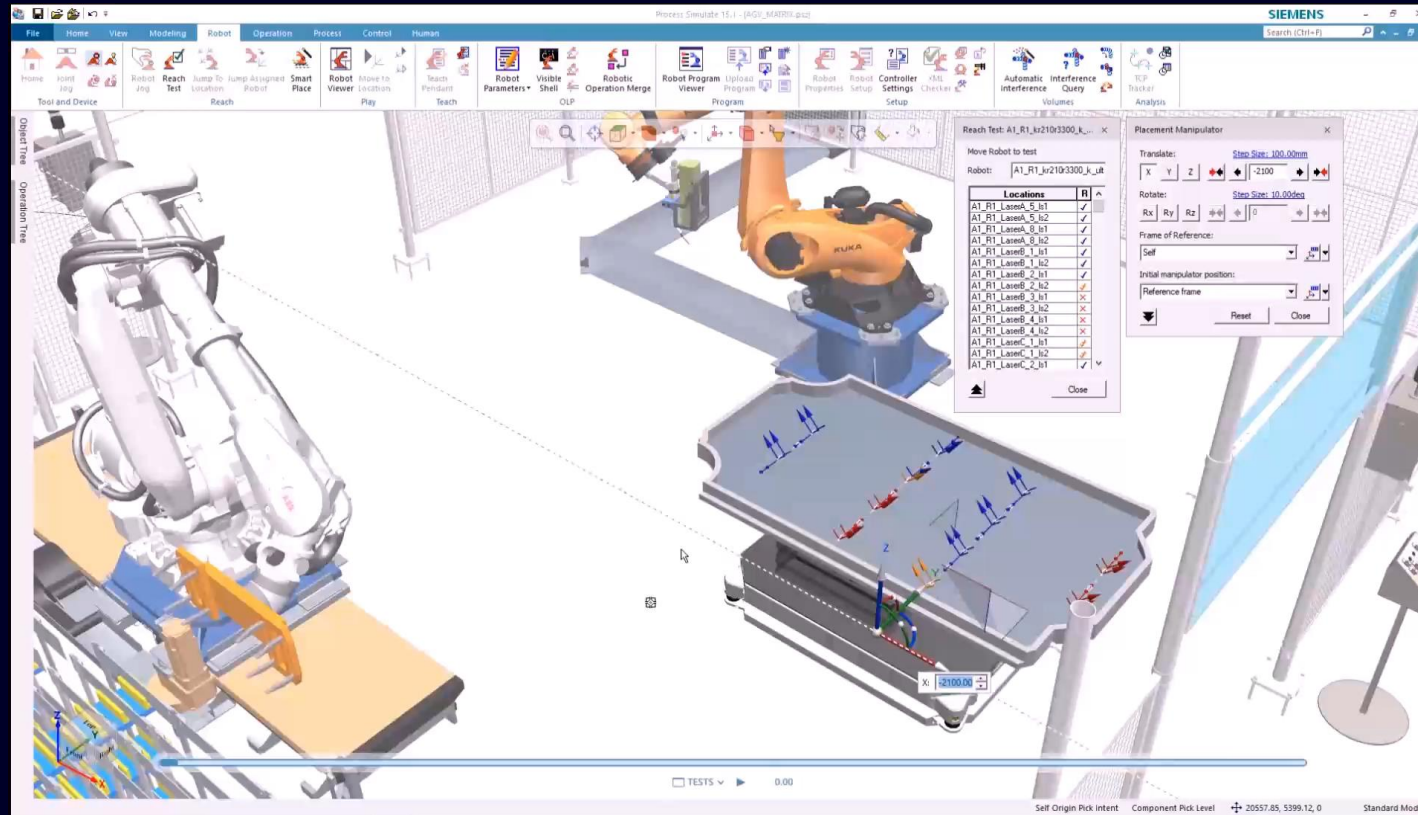 Process Simulate 15.1 - [AGV_MATRIX.psz]
SIEMENS
File Home View Modeling Robot Operation Process Control Human
Search (Ctrl+F)
Home
Joint Jog
Robot Jog
Reach Test
Jump To Location
Jump Assigned Robot
Smart Place
Robot Viewer
Move to Location
Teach Pendant
Robot Parameters
Visible Shell
Robotic Operation Merge
Robot Program Viewer
Upload Program
Robot Properties
Robot Setup
Controller Settings
XML Checker
Automatic Interference
Interference Query
TCP Tracker
Tool and Device Reach Play Teach OLP Program Setup Volumes Analysis
Object Tree
Operation Tree
Reach Test: A1_R1_kr210r3300_k_...
Move Robot to test
Robot: A1_R1_kr210r3300_k_ult
Locations R
A1_R1_LaserA_5_ls1
A1_R1_LaserA_5_ls2
A1_R1_LaserA_8_ls1
A1_R1_LaserA_8_ls2
A1_R1_LaserB_1_ls1
A1_R1_LaserB_1_ls2
A1_R1_LaserB_2_ls1
A1_R1_LaserB_2_ls2
A1_R1_LaserB_3_ls1
A1_R1_LaserB_3_ls2
A1_R1_LaserB_4_ls1
A1_R1_LaserB_4_ls2
A1_R1_LaserC_1_ls1
A1_R1_LaserC_1_ls2
A1_R1_LaserC_2_ls1
Close
Placement Manipulator
Translate: Step Size: 100.00mm
X Y Z -2100
Rotate: Step Size: 10.00deg
Rx Ry Rz 0
Frame of Reference:
Self
Initial manipulator position:
Reference frame
Reset Close
KUKA
Z
Y
X: -2100.00
Z
Y
X
TESTS 0.00
Self Origin Pick Intent Component Pick Level 20557.85, 5399.12, 0 Standard Mod